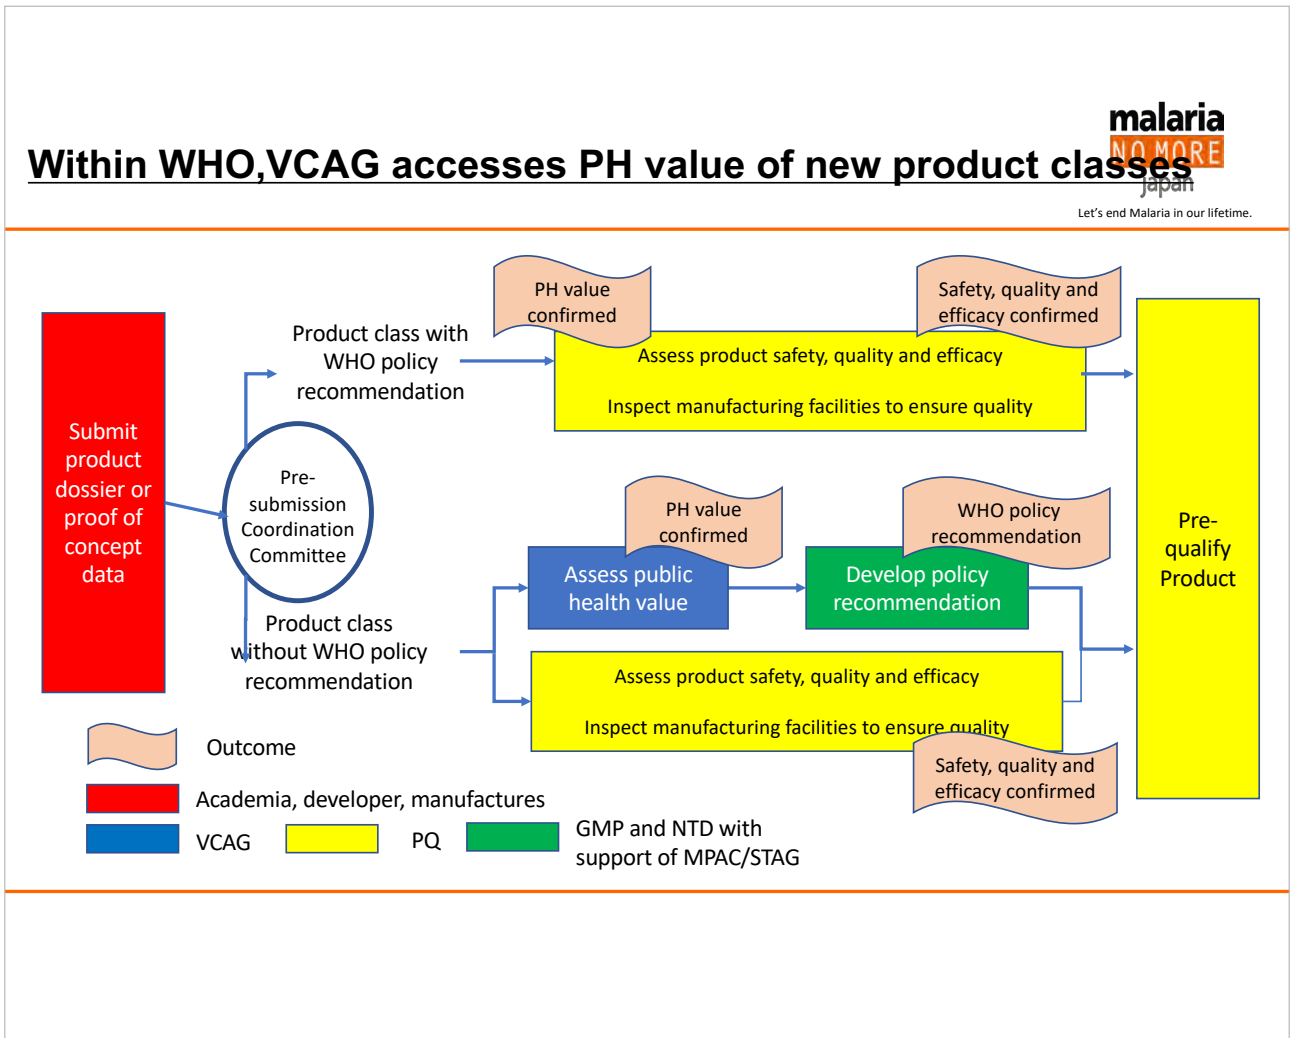 malaria
NO MORE
japan
Let's end Malaria in our lifetime.
Within WHO,VCAG accesses PH value of new product classes
Submit
product
dossier or
proof of
concept
data
Pre-
submission
Coordination
Committee
Product class with
WHO policy
recommendation
PH value
confirmed
Safety, quality and
efficacy confirmed
Assess product safety, quality and efficacy
Inspect manufacturing facilities to ensure quality
Product class
without WHO policy
recommendation
PH value
confirmed
WHO policy
recommendation
Assess public
health value
Develop policy
recommendation
Assess product safety, quality and efficacy
Inspect manufacturing facilities to ensure quality
Safety, quality and
efficacy confirmed
Pre-
qualify
Product
Outcome
Academia, developer, manufactures
VCAG
PQ
GMP and NTD with
support of MPAC/STAG